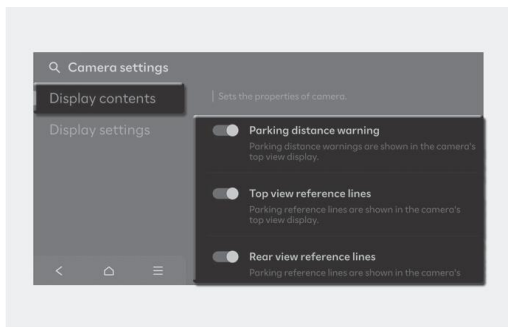 Camera settings
Display contents
Sets the properties of camera.
Display settings
Parking distance warning
Parking distance warnings are shown in the camera's
top view display.
Top view reference lines
Parking reference lines are shown in the camera's
top view display.
Rear view reference lines
Parking reference lines are shown in the camera's